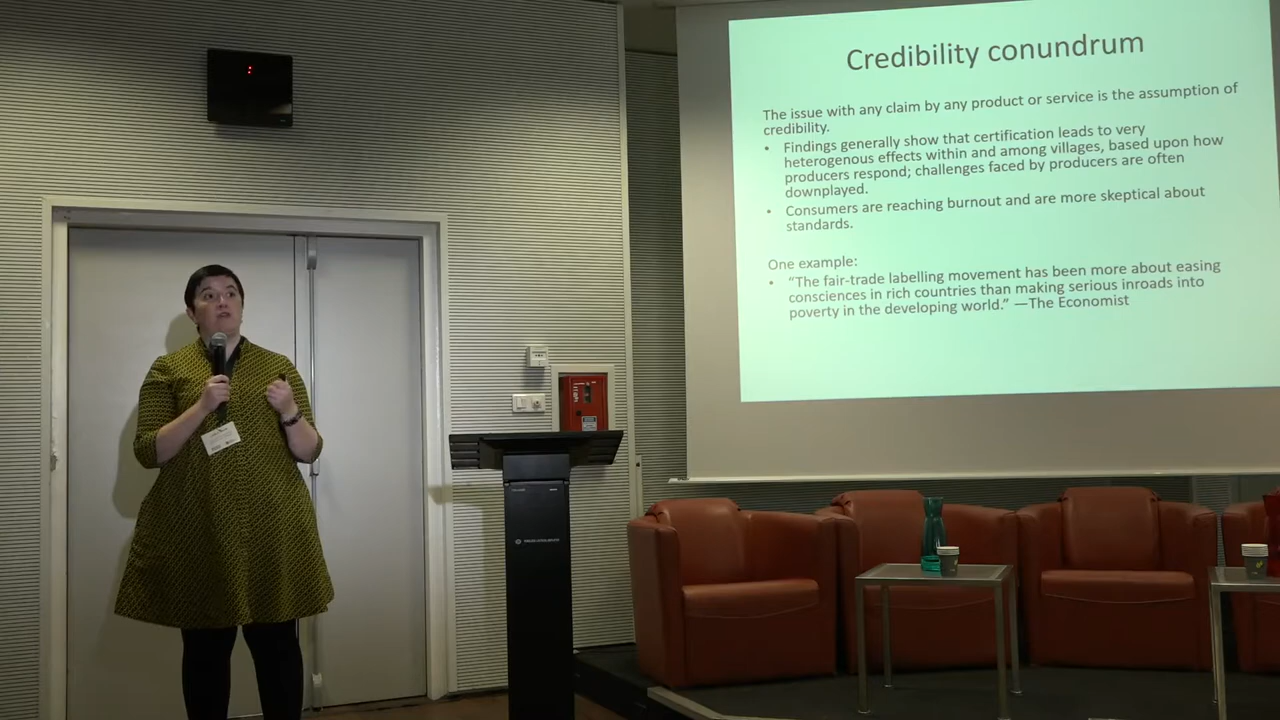 Credibility conundrum
The issue with any claim by any product or service is the assumption of
credibility.
• Findings generally show that certification leads to very
heterogenous effects within and among villages, based upon how
producers respond; challenges faced by producers are often
downplayed.
• Consumers are reaching burnout and are more skeptical about
standards.
One example:
• “The fair-trade labelling movement has been more about easing
consciences in rich countries than making serious inroads into
poverty in the developing world.” —The Economist